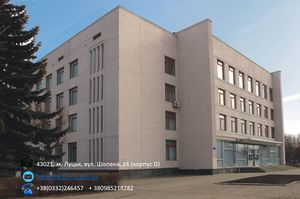 43021, м. Луцьк, вул. Шопена, 24 (корпус D)
+38(0332)246457 +380985218282